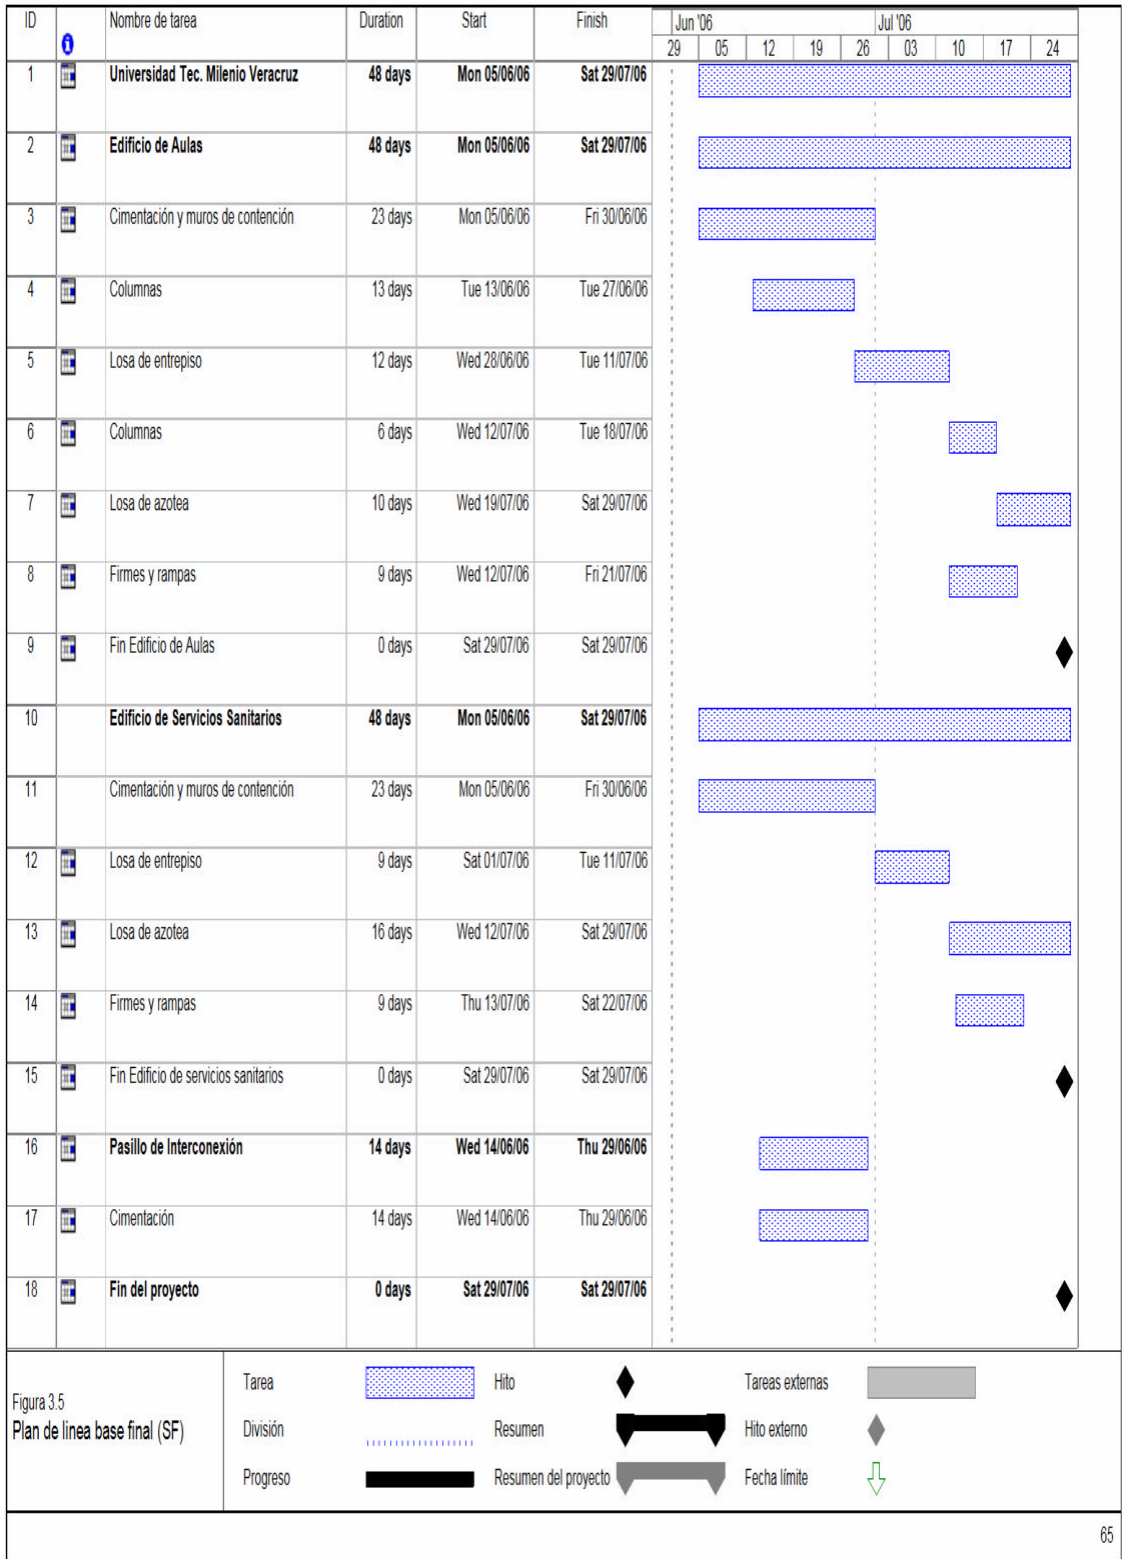 ID Nombre de tarea Duration Start Finish Jun '06 Jul '06
29 05 12 19 26 03 10 17 24
1 Universidad Tec. Milenio Veracruz 48 days Mon 05/06/06 Sat 29/07/06
2 Edificio de Aulas 48 days Mon 05/06/06 Sat 29/07/06
3 Cimentación y muros de contención 23 days Mon 05/06/06 Fri 30/06/06
4 Columnas 13 days Tue 13/06/06 Tue 27/06/06
5 Losa de entrepiso 12 days Wed 28/06/06 Tue 11/07/06
6 Columnas 6 days Wed 12/07/06 Tue 18/07/06
7 Losa de azotea 10 days Wed 19/07/06 Sat 29/07/06
8 Firmes y rampas 9 days Wed 12/07/06 Fri 21/07/06
9 Fin Edificio de Aulas 0 days Sat 29/07/06 Sat 29/07/06
10 Edificio de Servicios Sanitarios 48 days Mon 05/06/06 Sat 29/07/06
11 Cimentación y muros de contención 23 days Mon 05/06/06 Fri 30/06/06
12 Losa de entrepiso 9 days Sat 01/07/06 Tue 11/07/06
13 Losa de azotea 16 days Wed 12/07/06 Sat 29/07/06
14 Firmes y rampas 9 days Thu 13/07/06 Sat 22/07/06
15 Fin Edificio de servicios sanitarios 0 days Sat 29/07/06 Sat 29/07/06
16 Pasillo de Interconexión 14 days Wed 14/06/06 Thu 29/06/06
17 Cimentación 14 days Wed 14/06/06 Thu 29/06/06
18 Fin del proyecto 0 days Sat 29/07/06 Sat 29/07/06
Figura 3.5
Plan de linea base final (SF)
Tarea Hito Tareas externas
División Resumen Hito externo
Progreso Resumen del proyecto Fecha límite
65